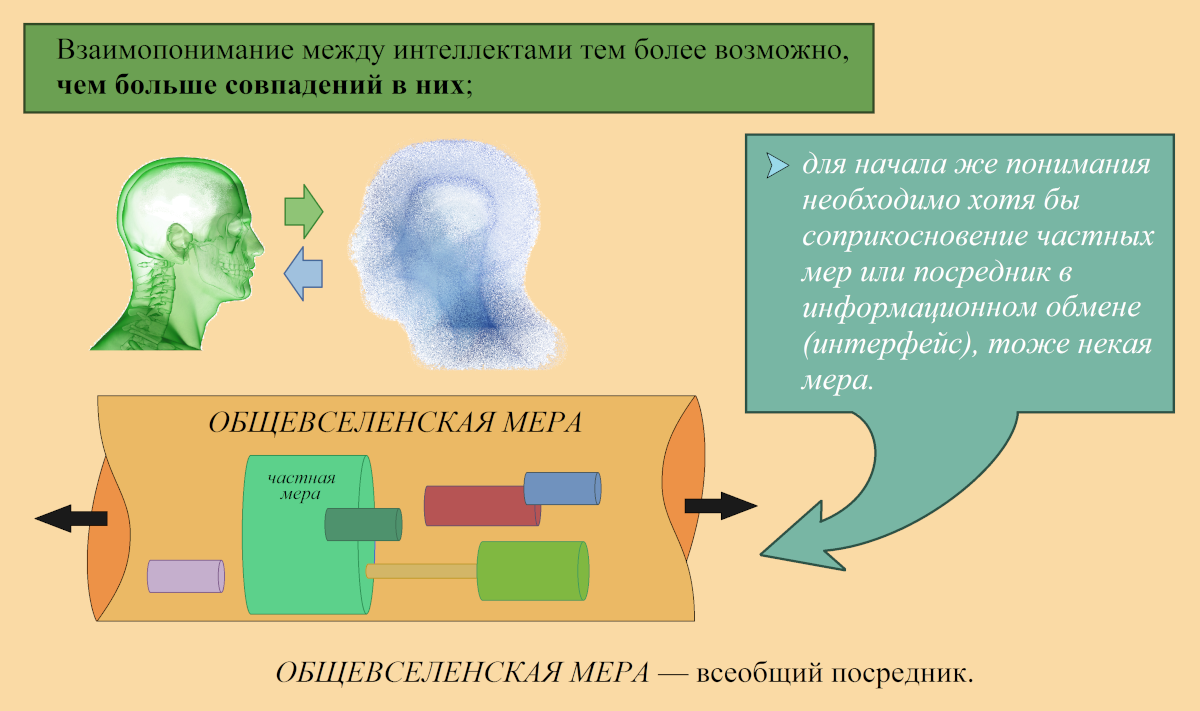 Взаимопонимание между интеллектами тем более возможно,
чем больше совпадений в них;
для начала же понимания
необходимо хотя бы
соприкосновение частных
мер или посредник в
информационном обмене
(интерфейс), тоже некая
мера.
ОБЩЕВСЕЛЕНСКАЯ МЕРА
частная
мера
ОБЩЕВСЕЛЕНСКАЯ МЕРА — всеобщий посредник.